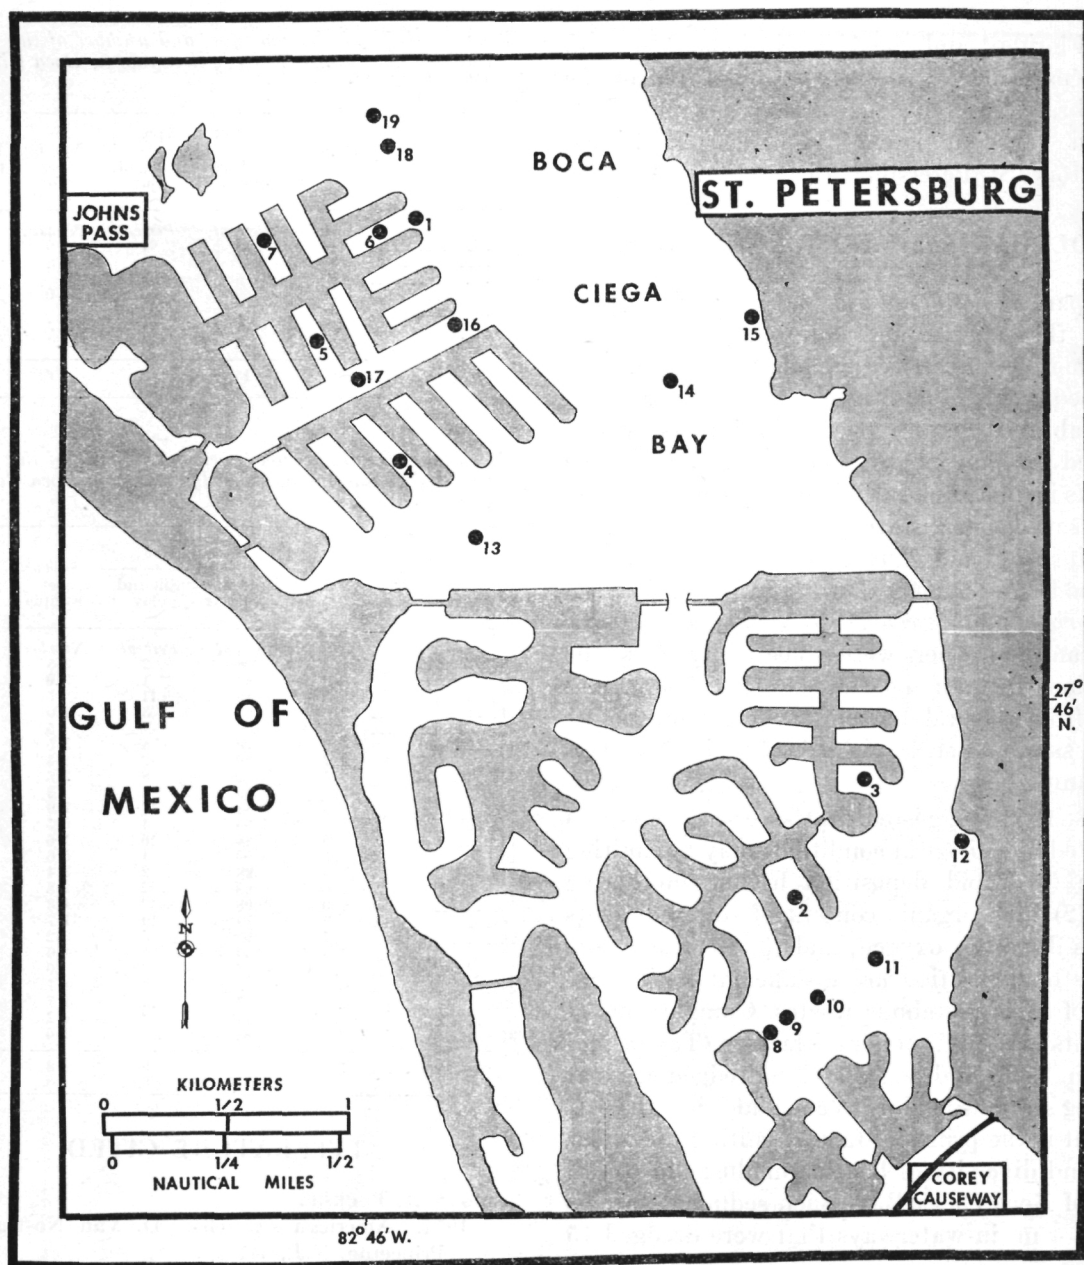 19
18
BOCA
ST. PETERSBURG
JOHNS
PASS
1
6
7
CIEGA
16
15
5
17
14
BAY
4
13
27°
46'
N.
GULF OF
MEXICO
3
12
2
11
10
9
8
N
KILOMETERS
0 1/2 1
0 1/4 1/2
NAUTICAL MILES
COREY
CAUSEWAY
82°46'W.